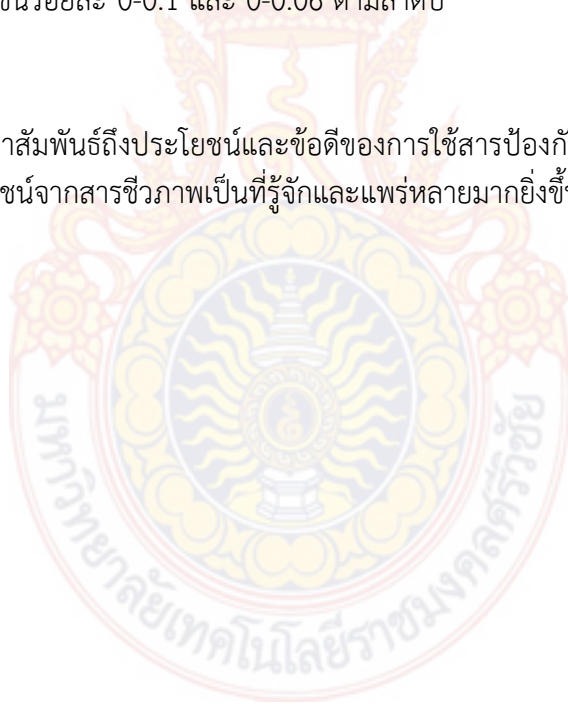 0-0.1 และ 0-0.06 ตามลำดับ
าสัมพันธ์ถึงประโยชน์และข้อดีของการใช้สารป้องกั
ชน์จากสารชีวภาพเป็นที่รู้จักและแพร่หลายมากยิ่งขึ้
มหาวิทยาลัยเทคโนโลยีราชมงคลศรีวิชัย